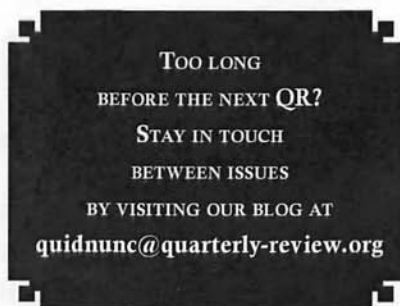 Too long
before the next QR?
Stay in touch
between issues
by visiting our blog at
quidnunc@quarterly-review.org